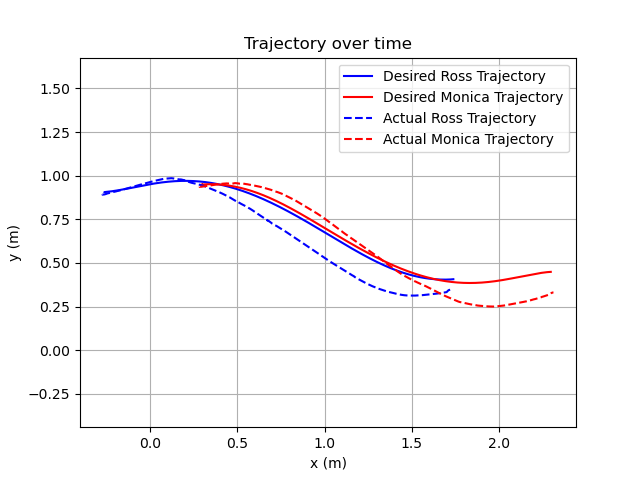 Trajectory over time
Desired Ross Trajectory
Desired Monica Trajectory
Actual Ross Trajectory
Actual Monica Trajectory
1.50
1.25
1.00
0.75
0.50
0.25
0.00
−0.25
y (m)
0.0 0.5 1.0 1.5 2.0
x (m)